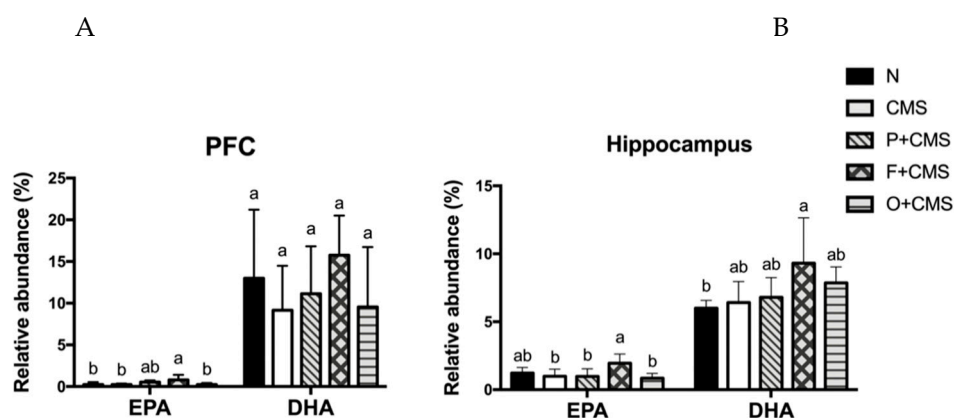 A
B
N
CMS
P+CMS
F+CMS
O+CMS
PFC
Relative abundance (%)
25
20
15
10
5
0
b b ab a b
a a a a a
EPA DHA
Hippocampus
Relative abundance (%)
15
10
5
0
ab b b a b
b ab ab a ab
EPA DHA